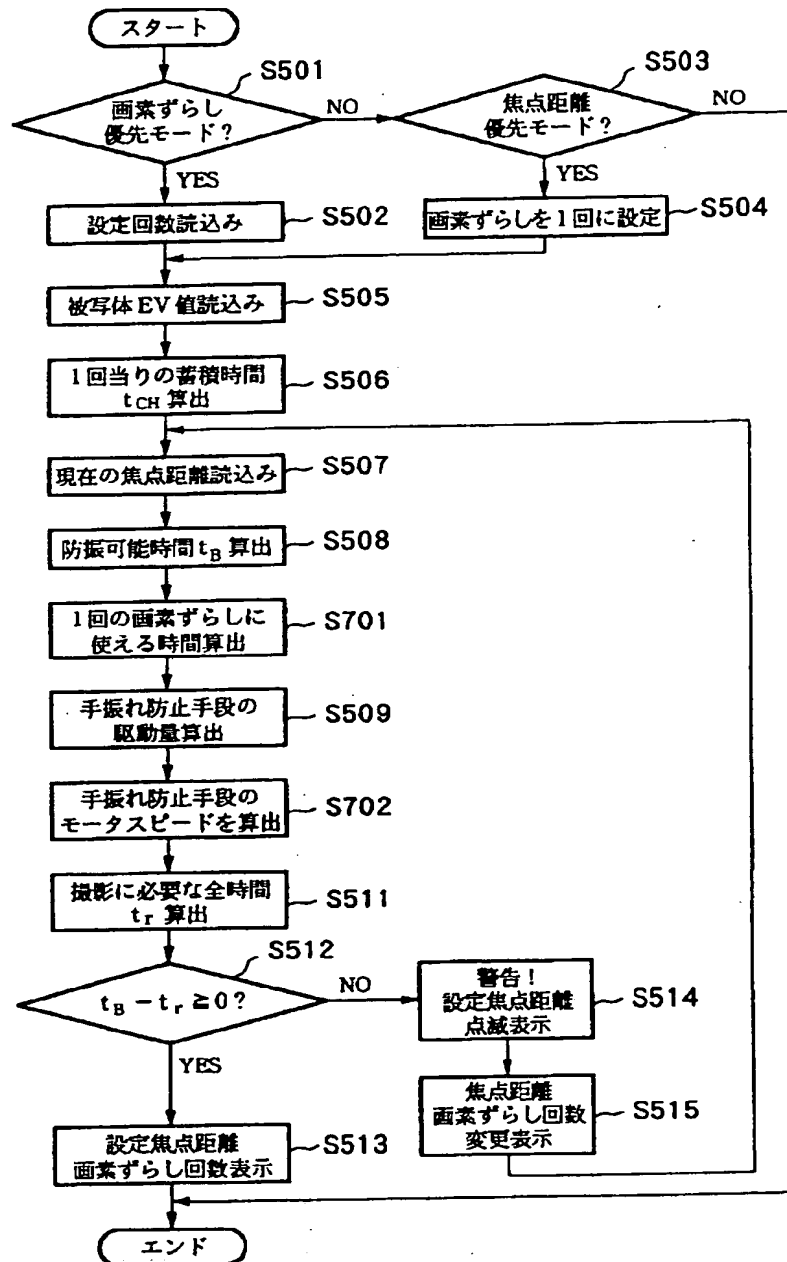 スタート
S501
画素ずらし
優先モード?
NO
YES
S503
焦点距離
優先モード?
NO
YES
設定回数読込み
S502
画素ずらしを1回に設定
S504
被写体EV値読込み
S505
1回当りの蓄積時間
tCH 算出
S506
現在の焦点距離読込み
S507
防振可能時間tB 算出
S508
1回の画素ずらしに
使える時間算出
S701
手振れ防止手段の
駆動量算出
S509
手振れ防止手段の
モータスピードを算出
S702
撮影に必要な全時間
tr 算出
S511
S512
tB－tr≧0?
NO
YES
警告!
設定焦点距離
点滅表示
S514
焦点距離
画素ずらし回数
変更表示
S515
設定焦点距離
画素ずらし回数表示
S513
エンド